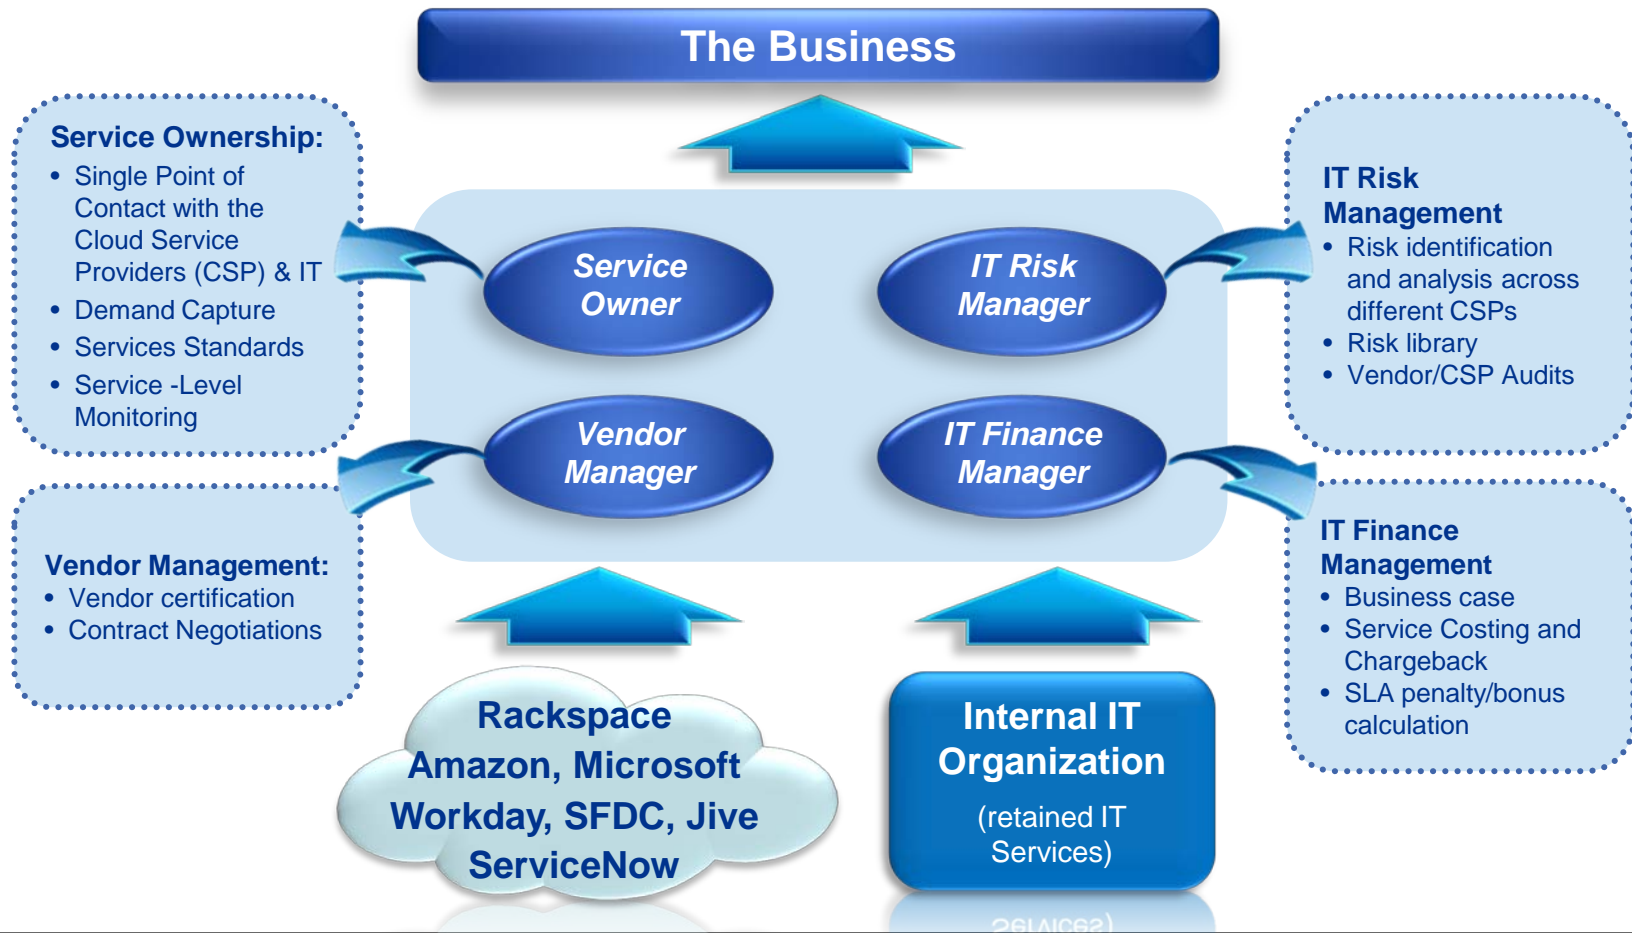 The Business
Service Ownership:
• Single Point of
Contact with the
Cloud Service
Providers (CSP) & IT
• Demand Capture
• Services Standards
• Service -Level
Monitoring
Vendor Management:
• Vendor certification
• Contract Negotiations
Service
Owner
IT Risk
Manager
Vendor
Manager
IT Finance
Manager
IT Risk
Management
• Risk identification
and analysis across
different CSPs
• Risk library
• Vendor/CSP Audits
IT Finance
Management
• Business case
• Service Costing and
Chargeback
• SLA penalty/bonus
calculation
Rackspace
Amazon, Microsoft
Workday, SFDC, Jive
ServiceNow
Internal IT
Organization
(retained IT
Services)